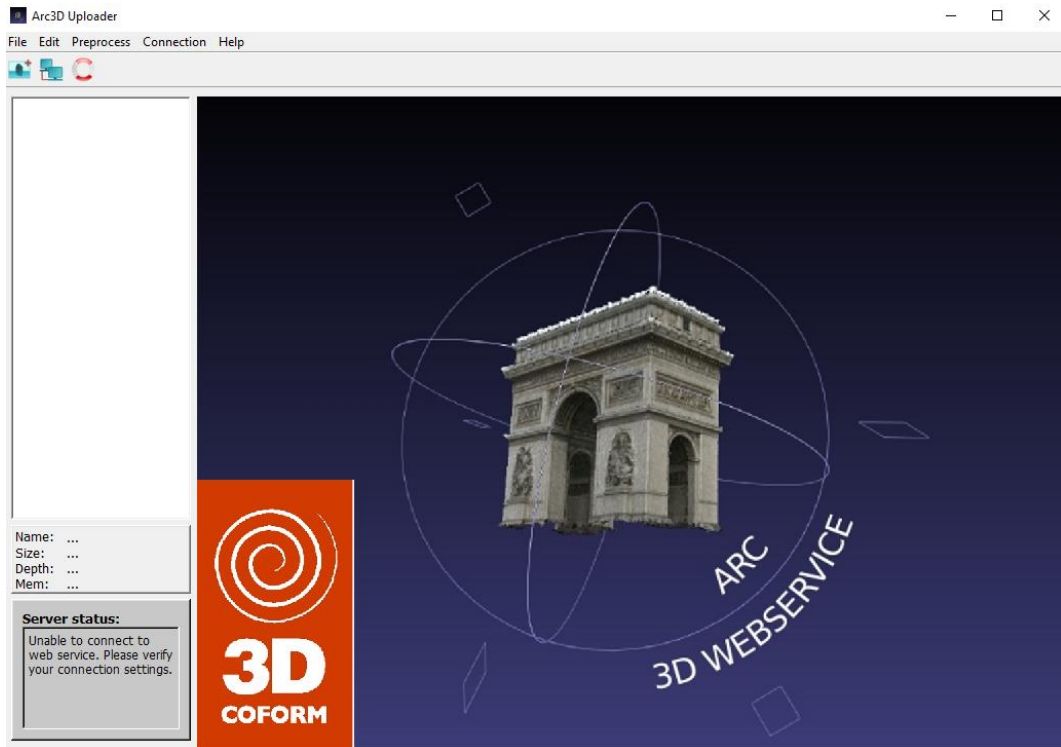 Arc3D Uploader
File Edit Preprocess Connection Help
Name: ...
Size: ...
Depth: ...
Mem: ...
Server status:
Unable to connect to
web service. Please verify
your connection settings.
3D
COFORM
ARC
3D WEBSERVICE